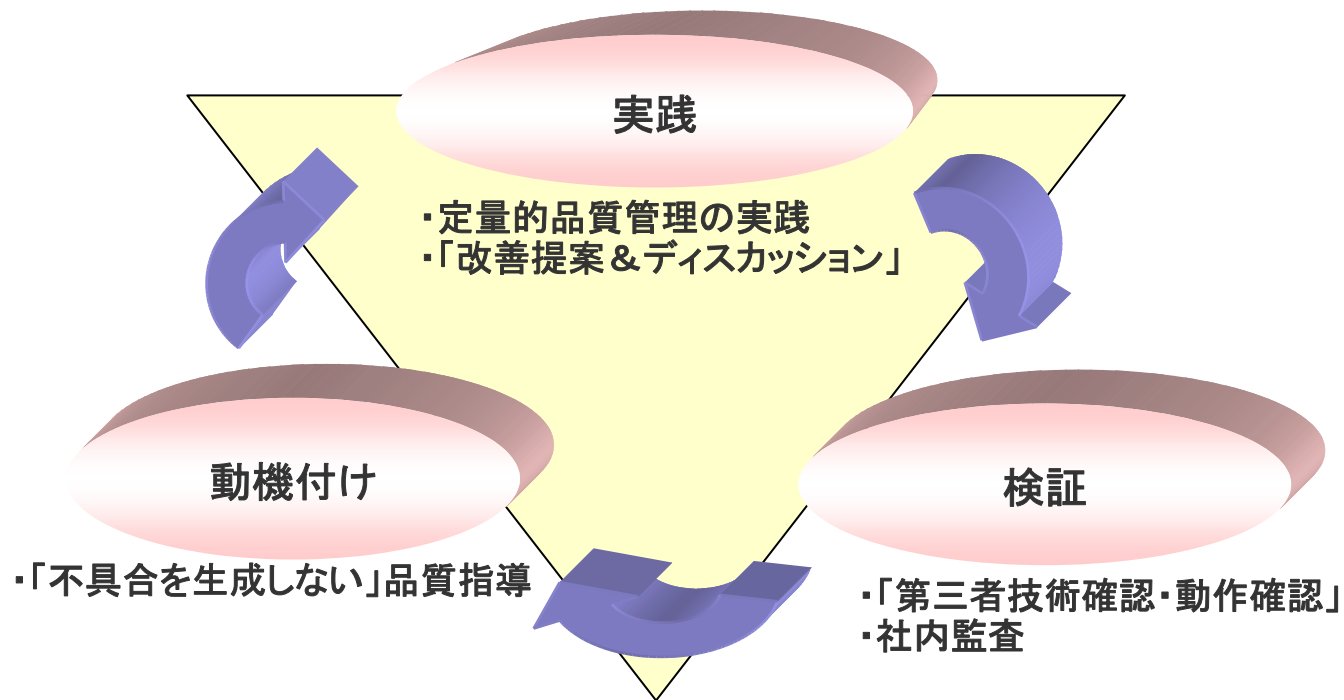 実践
・定量的品質管理の実践
・「改善提案＆ディスカッション」
動機付け
・「不具合を生成しない」品質指導
検証
・「第三者技術確認・動作確認」
・社内監査